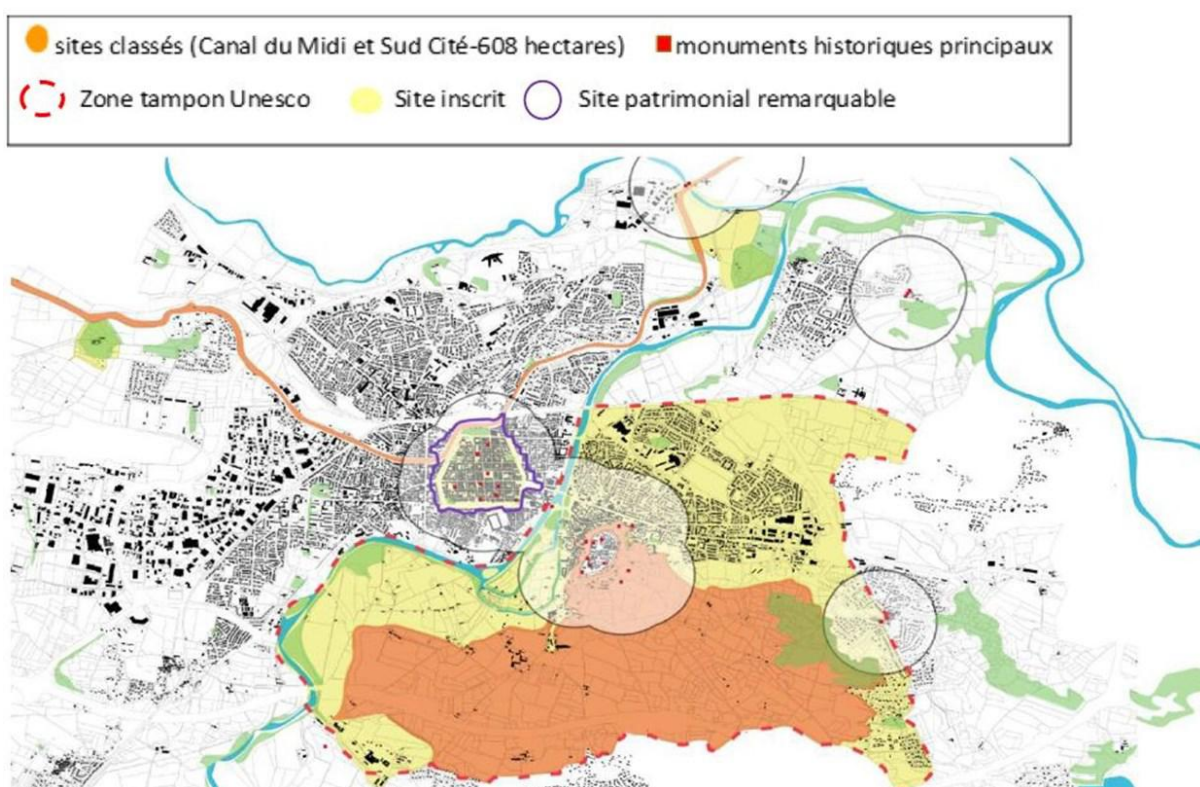 sites classés (Canal du Midi et Sud Cité-608 hectares) monuments historiques principaux
Zone tampon Unesco Site inscrit Site patrimonial remarquable